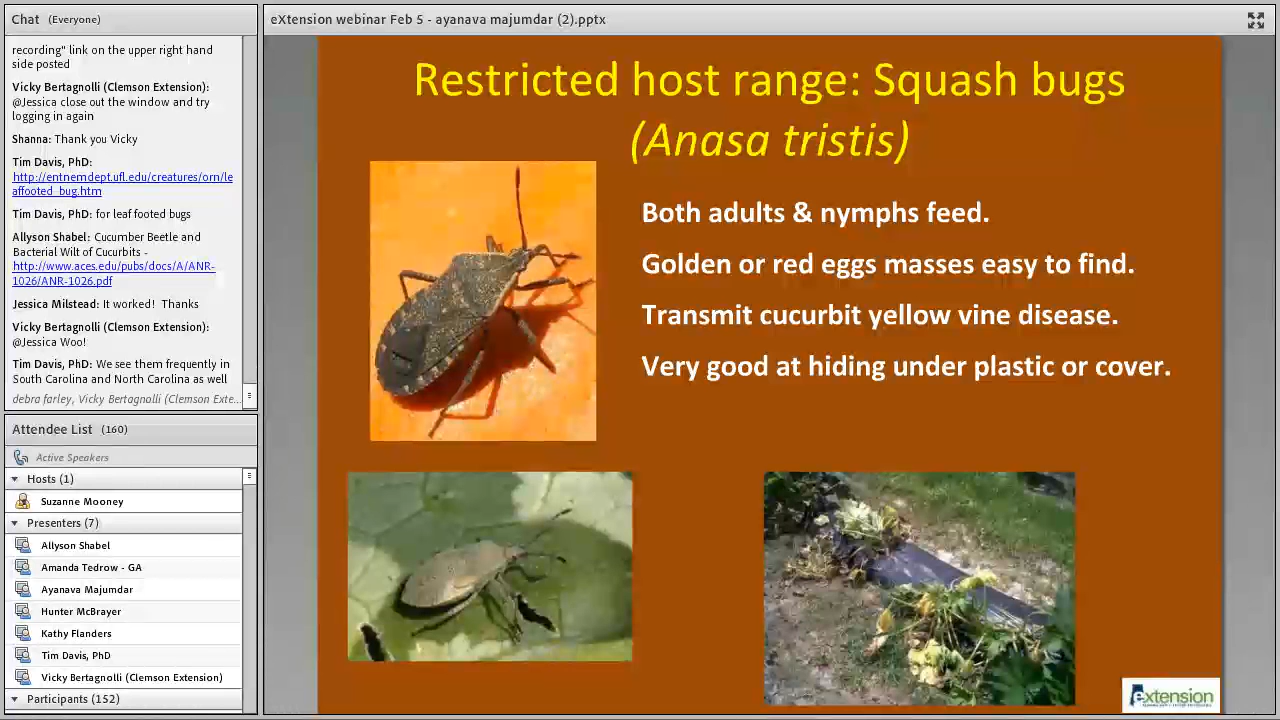 Chat (Everyone)
recording" link on the upper right hand
side posted
Vicky Bertagnolli (Clemson Extension):
@Jessica close out the window and try
logging in again
Shanna: Thank you Vicky
Tim Davis, PhD:
http://entnemdept.ufl.edu/creatures/orn/le
affooted_bug.htm
Tim Davis, PhD: for leaf footed bugs
Allyson Shabel: Cucumber Beetle and
Bacterial Wilt of Cucurbits -
http://www.aces.edu/pubs/docs/A/ANR-
1026/ANR-1026.pdf
Jessica Milstead: It worked! Thanks
Vicky Bertagnolli (Clemson Extension):
@Jessica Woo!
Tim Davis, PhD: We see them frequently in
South Carolina and North Carolina as well
debra farley, Vicky Bertagnolli (Clemson Exte...
Attendee List (160)
Active Speakers
Hosts (1)
Suzanne Mooney
Presenters (7)
Allyson Shabel
Amanda Tedrow - GA
Ayanava Majumdar
Hunter McBrayer
Kathy Flanders
Tim Davis, PhD
Vicky Bertagnolli (Clemson Extension)
Participants (152)
eXtension webinar Feb 5 - ayanava majumdar (2).pptx
Restricted host range: Squash bugs
(Anasa tristis)
Both adults & nymphs feed.
Golden or red eggs masses easy to find.
Transmit cucurbit yellow vine disease.
Very good at hiding under plastic or cover.
extension